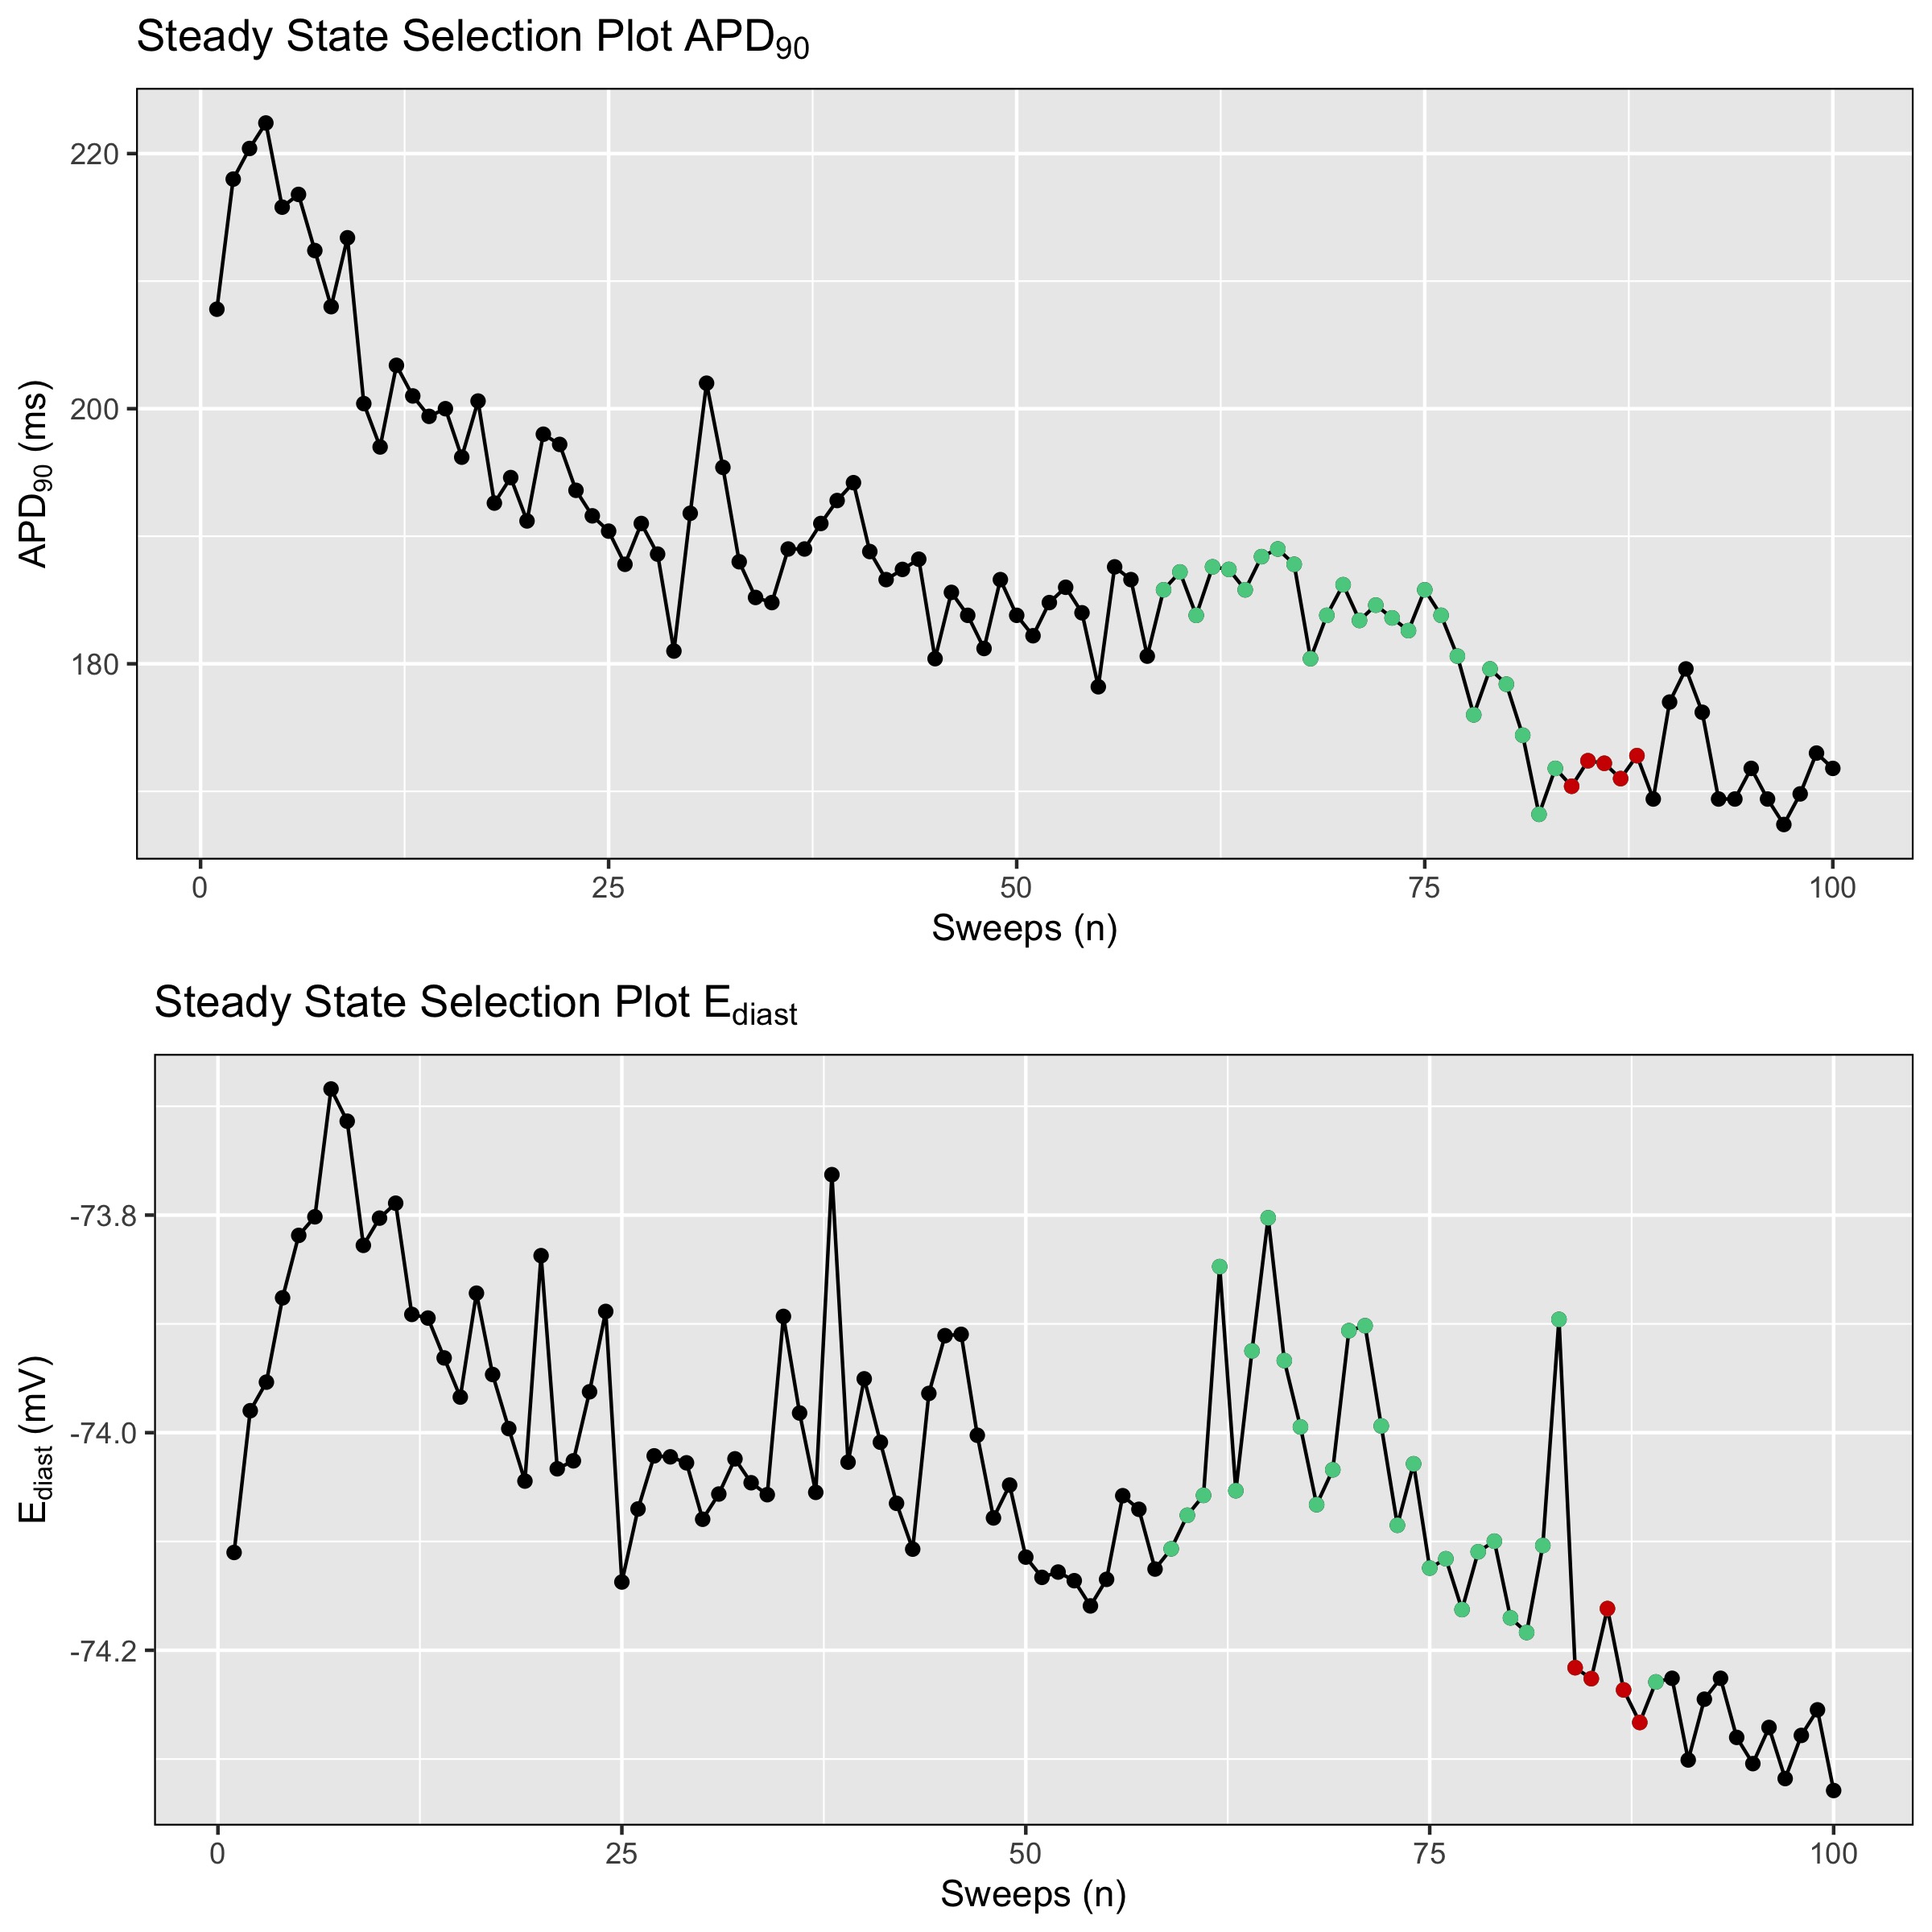 Steady State Selection Plot APD90
APD90 (ms)
220
200
180
0 25 50 75 100
Sweeps (n)
Steady State Selection Plot Ediast
Ediast (mV)
-73.8
-74.0
-74.2
0 25 50 75 100
Sweeps (n)